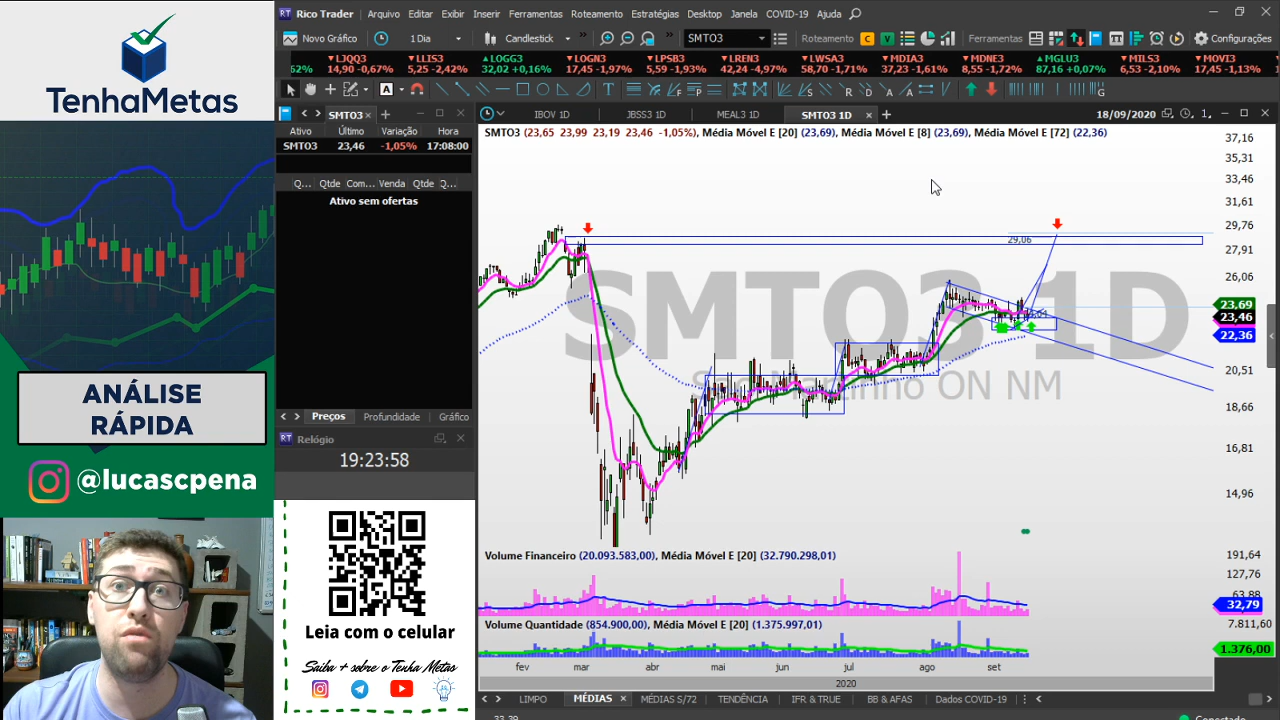 TenhaMetas
ANÁLISE
RÁPIDA
@lucascpena
RT Rico Trader Arquivo Editar Exibir Inserir Ferramentas Roteamento Estratégias Desktop Janela COVID-19 Ajuda
Novo Gráfico 1 Dia Candlestick SMTO3 Roteamento C V Ferramentas Configurações
LJQQ3 LLIS3 LOGG3 LOGN3 LPSB3 LREN3 LWSA3 MDIA3 MDNE3 MGLU3 MILS3 MOVI3
62% 14,90 -0,67% 5,25 -2,42% 32,02 +0,16% 17,45 -1,97% 5,59 -1,93% 42,24 -4,97% 58,70 -1,71% 37,23 -1,61% 8,55 -1,72% 87,16 +0,07% 6,53 -2,10% 17,45 -1,13%
SMTO3
Ativo Último Variação Hora
SMTO3 23,46 -1,05% 17:08:00
Q... Qtde Com... Venda Qtde Q...
Ativo sem ofertas
Preços Profundidade Gráfico
RT Relógio
19:23:58
Leia com o celular
Saiba + sobre o Tenha Metas
IBOV 1D JBSS3 1D MEAL3 1D SMTO3 1D 18/09/2020
SMTO3 (23,65 23,99 23,19 23,46 -1,05%), Média Móvel E [20] (23,69), Média Móvel E [8] (23,69), Média Móvel E [72] (22,36)
SMTO3 1D
São Martinho ON NM
29,06
37,16
35,31
33,46
31,61
29,76
27,91
26,06
23,69
23,46
22,36
20,51
18,66
16,81
14,96
Volume Financeiro (20.093.583,00), Média Móvel E [20] (32.790.298,01)
191,64
127,76
63,88
32,79
Volume Quantidade (854.900,00), Média Móvel E [20] (1.375.997,01)
7.811,60
1.376,00
fev mar abr mai jun jul ago set
2020
LIMPO MÉDIAS MÉDIAS S/72 TENDÊNCIA IFR & TRUE BB & AFAS Dados COVID-19
33,39
Conectado